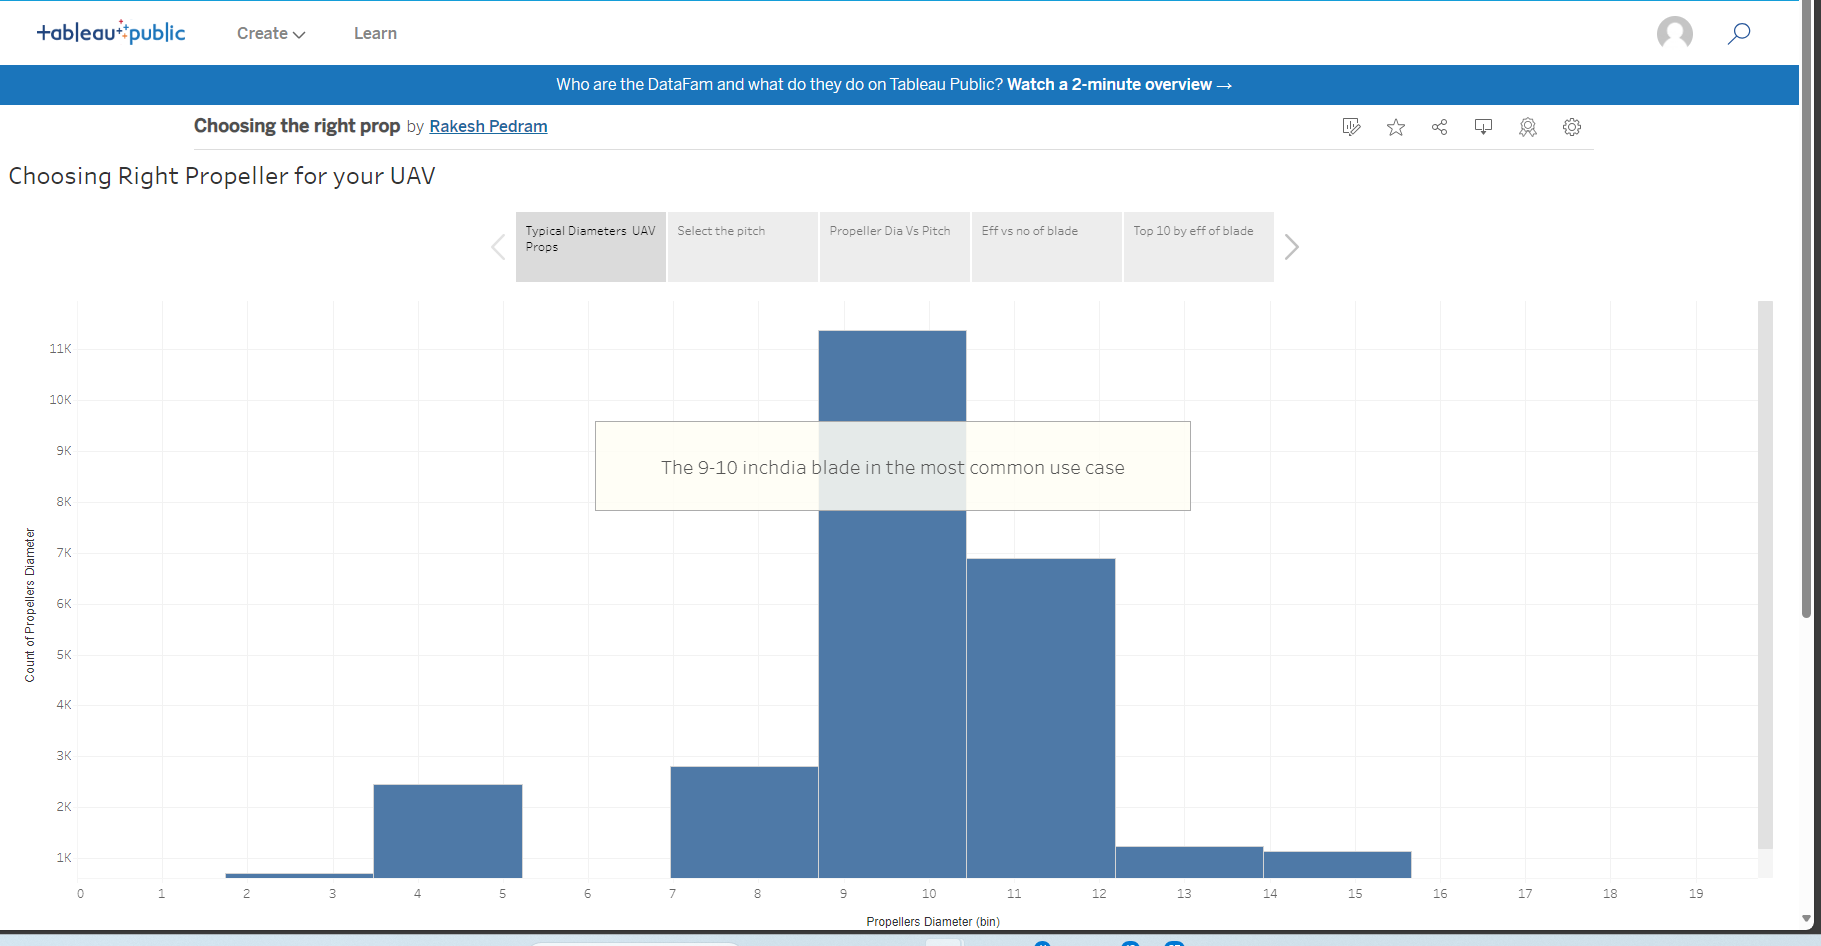 +ableau+public
Create
Learn
Who are the DataFam and what do they do on Tableau Public? Watch a 2-minute overview →
Choosing the right prop by Rakesh Pedram
Choosing Right Propeller for your UAV
Typical Diameters UAV
Props
Select the pitch
Propeller Dia Vs Pitch
Eff vs no of blade
Top 10 by eff of blade
11K
10K
9K
8K
7K
6K
5K
4K
3K
2K
1K
Count of Propellers Diameter
The 9-10 inchdia blade in the most common use case
0 1 2 3 4 5 6 7 8 9 10 11 12 13 14 15 16 17 18 19
Propellers Diameter (bin)